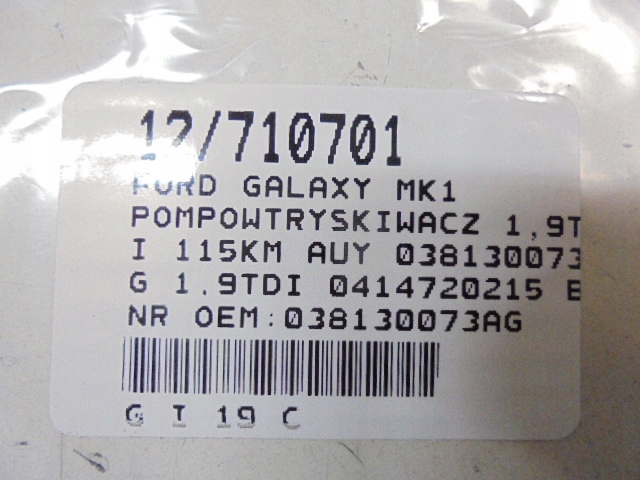 12/710701
FORD GALAXY MK1
POMPOWTRYSKIWACZ 1,9T
I 115KM AUY 038130073
G 1.9TDI 0414720215 B
NR OEM:038130073AG
G I 19 C